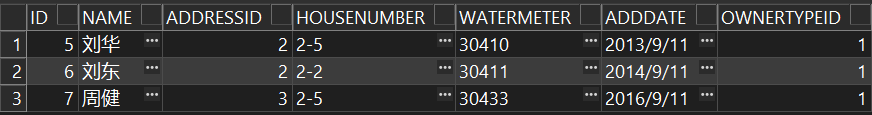 ID NAME ADDRESSID HOUSENUMBER WATERMETER ADDDATE OWNERTYPEID
1 5 刘华 ... 2 2-5 ... 30410 ... 2013/9/11 ... 1
2 6 刘东 ... 2 2-2 ... 30411 ... 2014/9/11 ... 1
3 7 周健 ... 3 2-5 ... 30433 ... 2016/9/11 ... 1